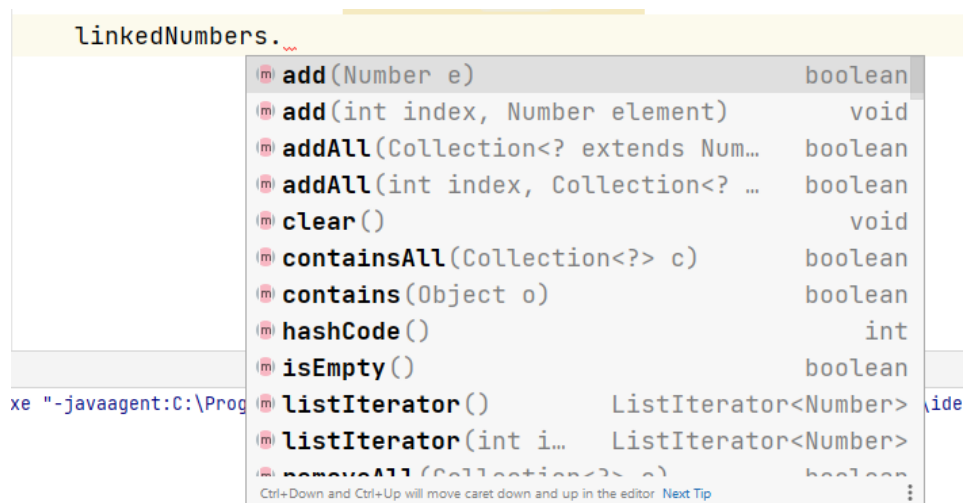 linkedNumbers.
m add(Number e) boolean
m add(int index, Number element) void
m addAll(Collection<? extends Num… boolean
m addAll(int index, Collection<? … boolean
m clear() void
m containsAll(Collection<?> c) boolean
m contains(Object o) boolean
m hashCode() int
m isEmpty() boolean
xe "-javaagent:C:\Prog m listIterator() ListIterator<Number> \ide
m listIterator(int i… ListIterator<Number>
m removeAll(Collection<?> c) boolean
Ctrl+Down and Ctrl+Up will move caret down and up in the editor Next Tip